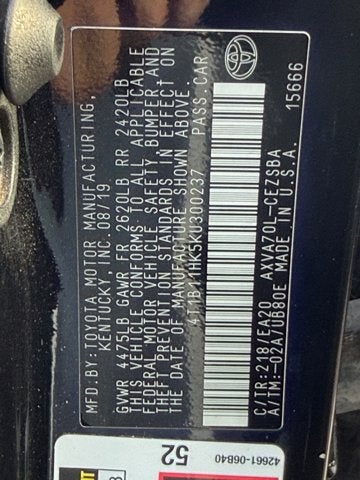 MFD. BY: TOYOTA MOTOR MANUFACTURING,
KENTUCKY, INC. 08/19
GVWR 4475LB GAWR FR 2620LB RR 2420LB
THIS VEHICLE CONFORMS TO ALL APPLICABLE
FEDERAL MOTOR VEHICLE SAFETY, BUMPER AND
THEFT PREVENTION STANDARDS IN EFFECT ON
THE DATE OF MANUFACTURE SHOWN ABOVE.
PASS.CAR
C/TR:218/EA20 AXVA70L-CEZSBA
A/TM:-02A/UB80E MADE IN U.S.A.
15666
42661-06B40
52